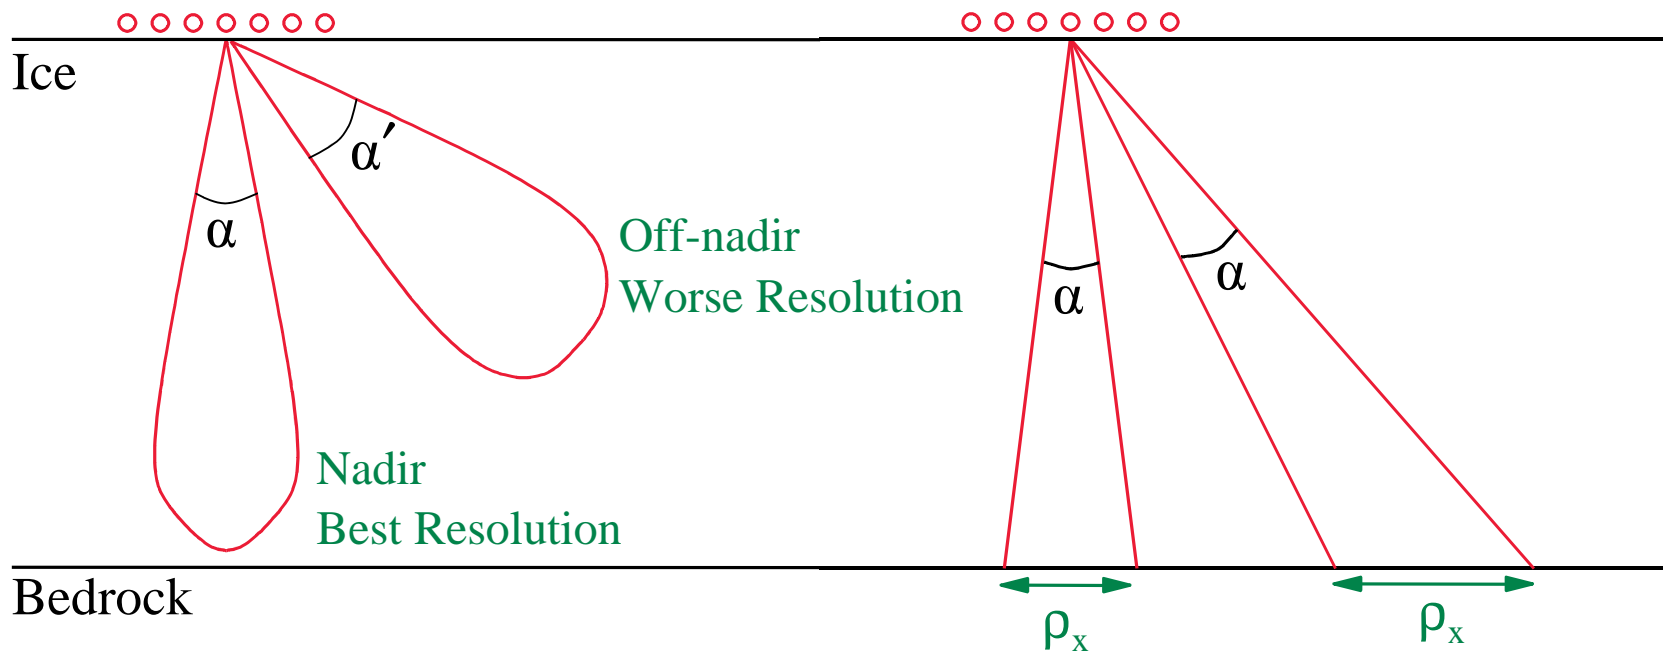 Ice
α
α′
Off-nadir
Worse Resolution
Nadir
Best Resolution
Bedrock
α
α
ρx
ρx